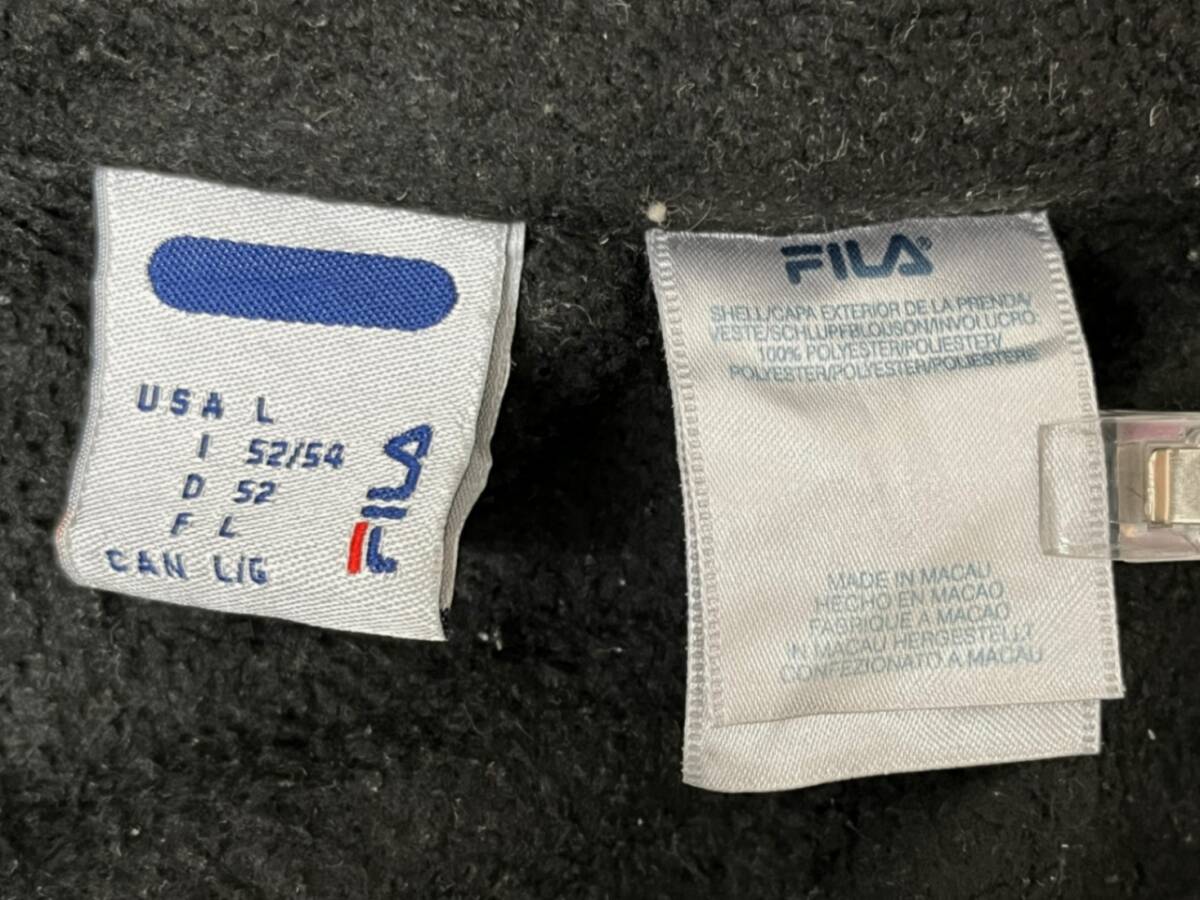 USA L
I 52/54
D 52
F L
CAN L/G
FILA
FILA®
SHELL/CAPA EXTERIOR DE LA PRENDA/
VESTE/SCHLUPFBLOUSON/INVOLUCRO
100% POLYESTER/POLIESTER/
POLYESTER/POLYESTER/POLIESTERE
MADE IN MACAU
HECHO EN MACAO
FABRIQUE A MACAO
IN MACAU HERGESTELLT
CONFEZIONATO A MACAU